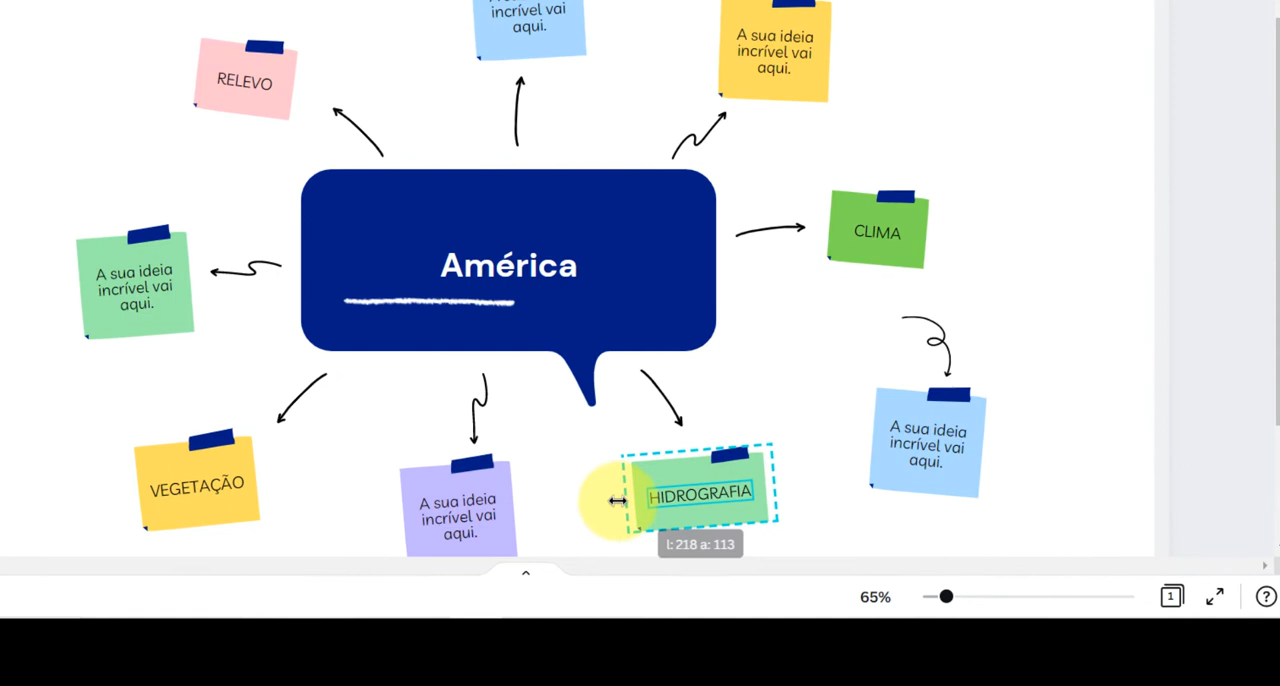 incrível vai
aqui.
A sua ideia
incrível vai
aqui.
RELEVO
CLIMA
América
A sua ideia
incrível vai
aqui.
A sua ideia
incrível vai
aqui.
VEGETAÇÃO
A sua ideia
incrível vai
aqui.
HIDROGRAFIA
l: 218 a: 113
65%
1
?